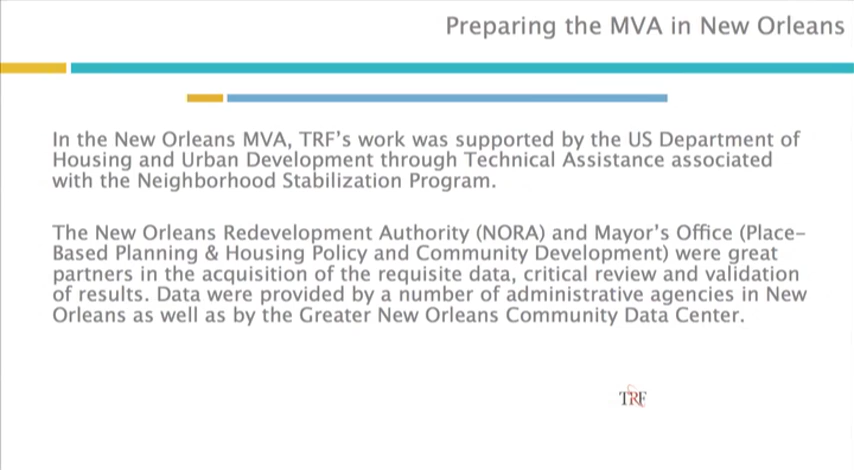 Preparing the MVA in New Orleans
In the New Orleans MVA, TRF's work was supported by the US Department of
Housing and Urban Development through Technical Assistance associated
with the Neighborhood Stabilization Program.
The New Orleans Redevelopment Authority (NORA) and Mayor's Office (Place-
Based Planning & Housing Policy and Community Development) were great
partners in the acquisition of the requisite data, critical review and validation
of results. Data were provided by a number of administrative agencies in New
Orleans as well as by the Greater New Orleans Community Data Center.
TRF